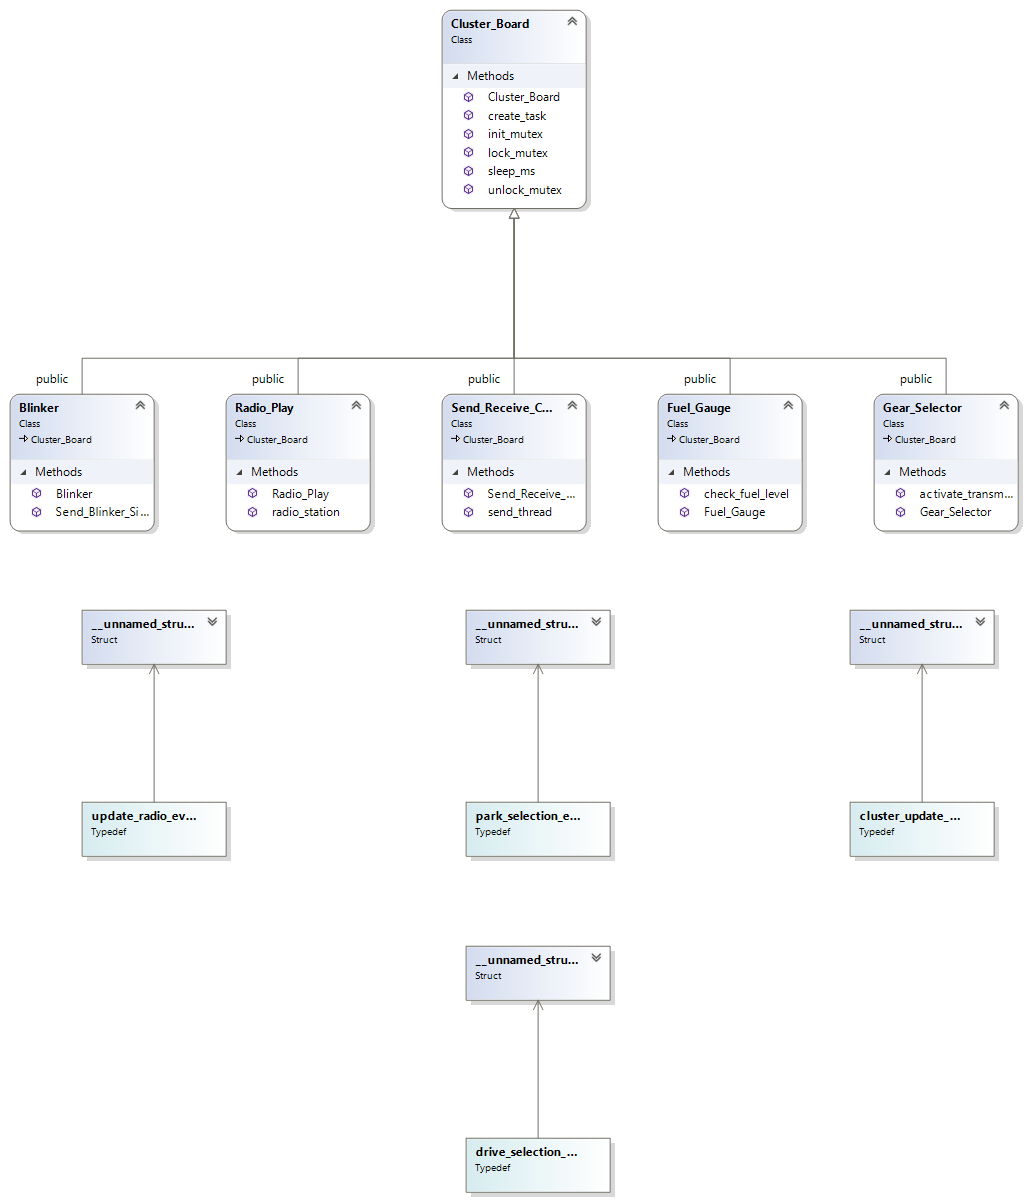 Cluster_Board
Class
Methods
Cluster_Board
create_task
init_mutex
lock_mutex
sleep_ms
unlock_mutex
public
public
public
public
public
Blinker
Class
Cluster_Board
Methods
Blinker
Send_Blinker_Si...
Radio_Play
Class
Cluster_Board
Methods
Radio_Play
radio_station
Send_Receive_C...
Class
Cluster_Board
Methods
Send_Receive_...
send_thread
Fuel_Gauge
Class
Cluster_Board
Methods
check_fuel_level
Fuel_Gauge
Gear_Selector
Class
Cluster_Board
Methods
activate_transm...
Gear_Selector
__unnamed_stru...
Struct
__unnamed_stru...
Struct
__unnamed_stru...
Struct
update_radio_ev...
Typedef
park_selection_e...
Typedef
cluster_update_...
Typedef
__unnamed_stru...
Struct
drive_selection_...
Typedef